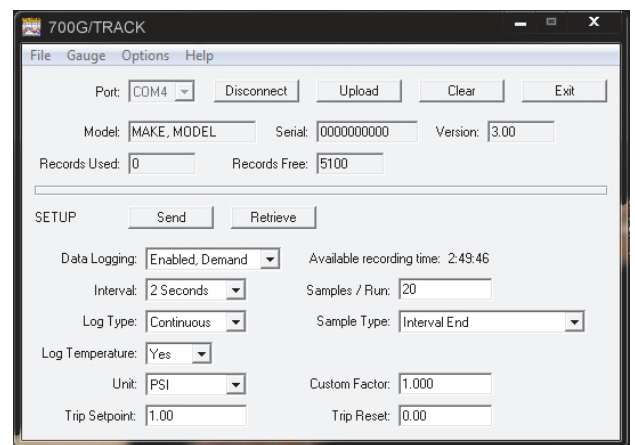 700G/TRACK
File Gauge Options Help
Port: COM4 Disconnect Upload Clear Exit
Model: MAKE, MODEL Serial: 0000000000 Version: 3.00
Records Used: 0 Records Free: 5100
SETUP Send Retrieve
Data Logging: Enabled, Demand Available recording time: 2:49:46
Interval: 2 Seconds Samples / Run: 20
Log Type: Continuous Sample Type: Interval End
Log Temperature: Yes
Unit: PSI Custom Factor: 1.000
Trip Setpoint: 1.00 Trip Reset: 0.00